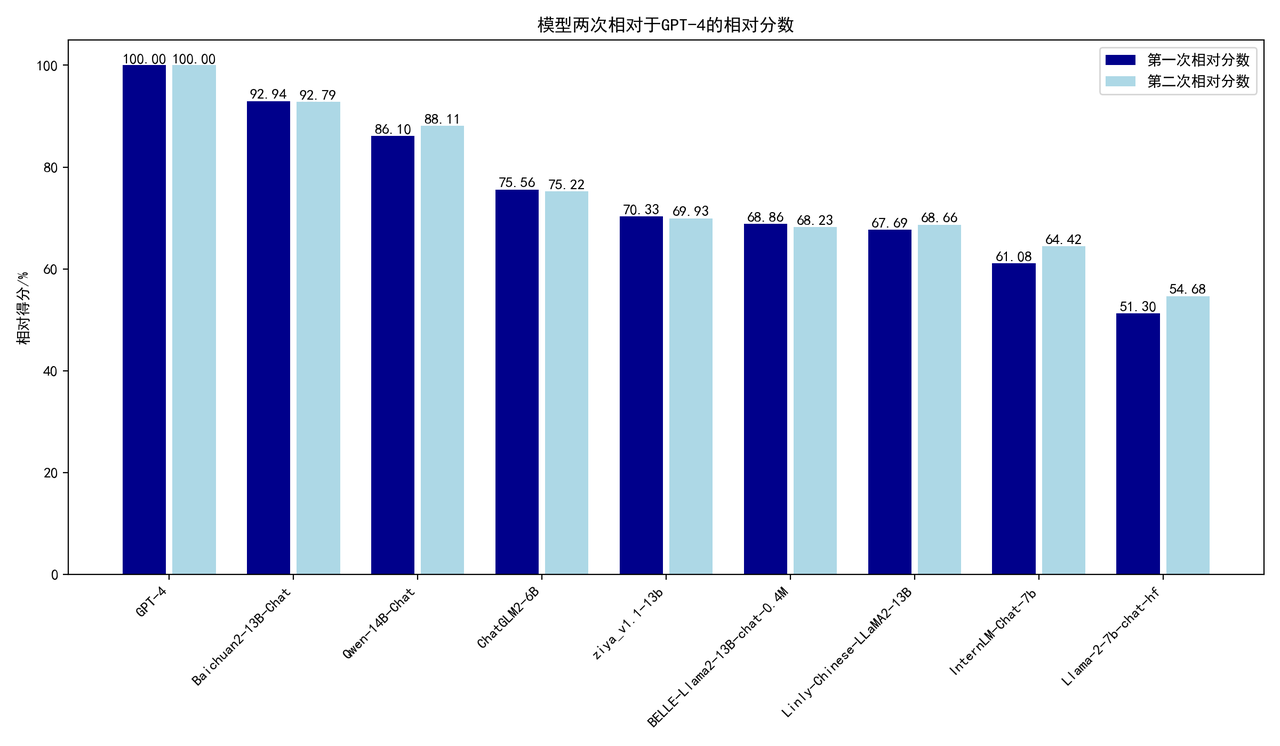 模型两次相对于GPT-4的相对分数
第一次相对分数
第二次相对分数
相对得分/%
100
80
60
40
20
0
100.00 100.00
92.94 92.79
86.10 88.11
75.56 75.22
70.33 69.93
68.86 68.23
67.69 68.66
61.08 64.42
51.30 54.68
GPT-4
Baichuan2-13B-Chat
Qwen-14B-Chat
ChatGLM2-6B
ziya_v1.1-13b
BELLE-Llama2-13B-chat-0.4M
Linly-Chinese-LLaMA2-13B
InternLM-Chat-7b
Llama-2-7b-chat-hf